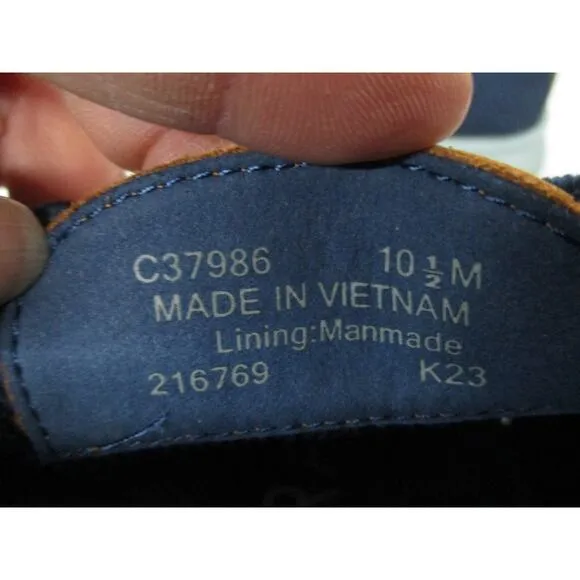 C37986 10 ½ M
MADE IN VIETNAM
Lining:Manmade
216769 K23